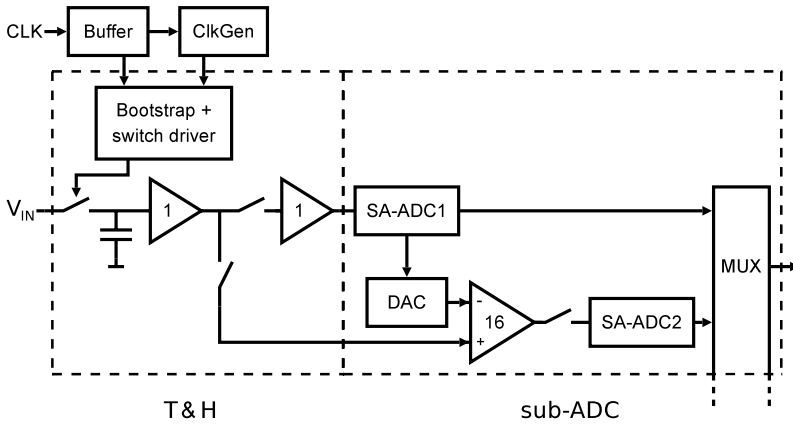 CLK
Buffer
ClkGen
Bootstrap +
switch driver
VIN
1
1
SA-ADC1
MUX
DAC
-
16
+
SA-ADC2
T&H
sub-ADC